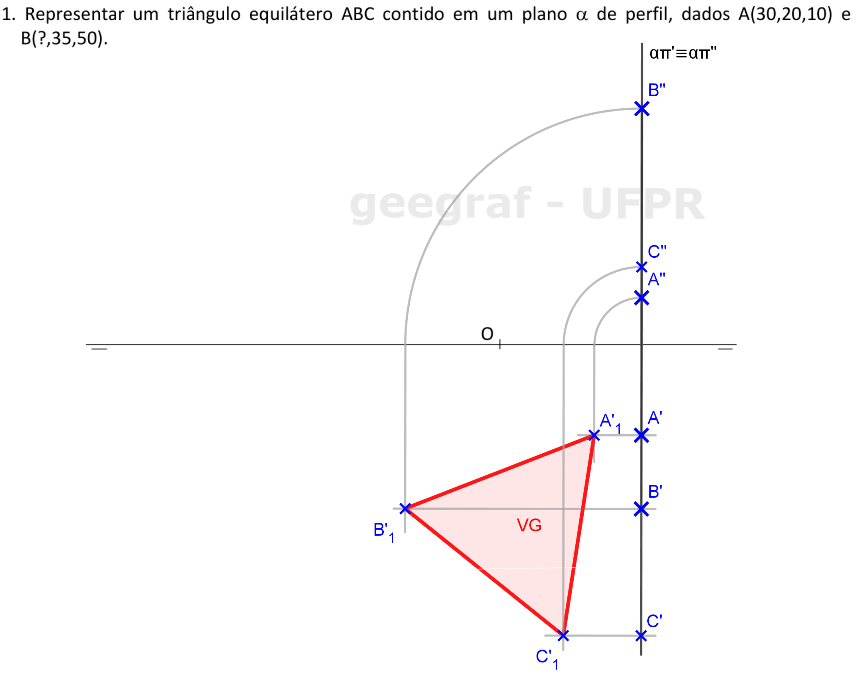 1. Representar um triângulo equilátero ABC contido em um plano α de perfil, dados A(30,20,10) e
B(?,35,50).
απ'≡απ"
B"
geegraf - UFPR
C"
A"
O
A'1
A'
B'
VG
B'1
C'
C'1